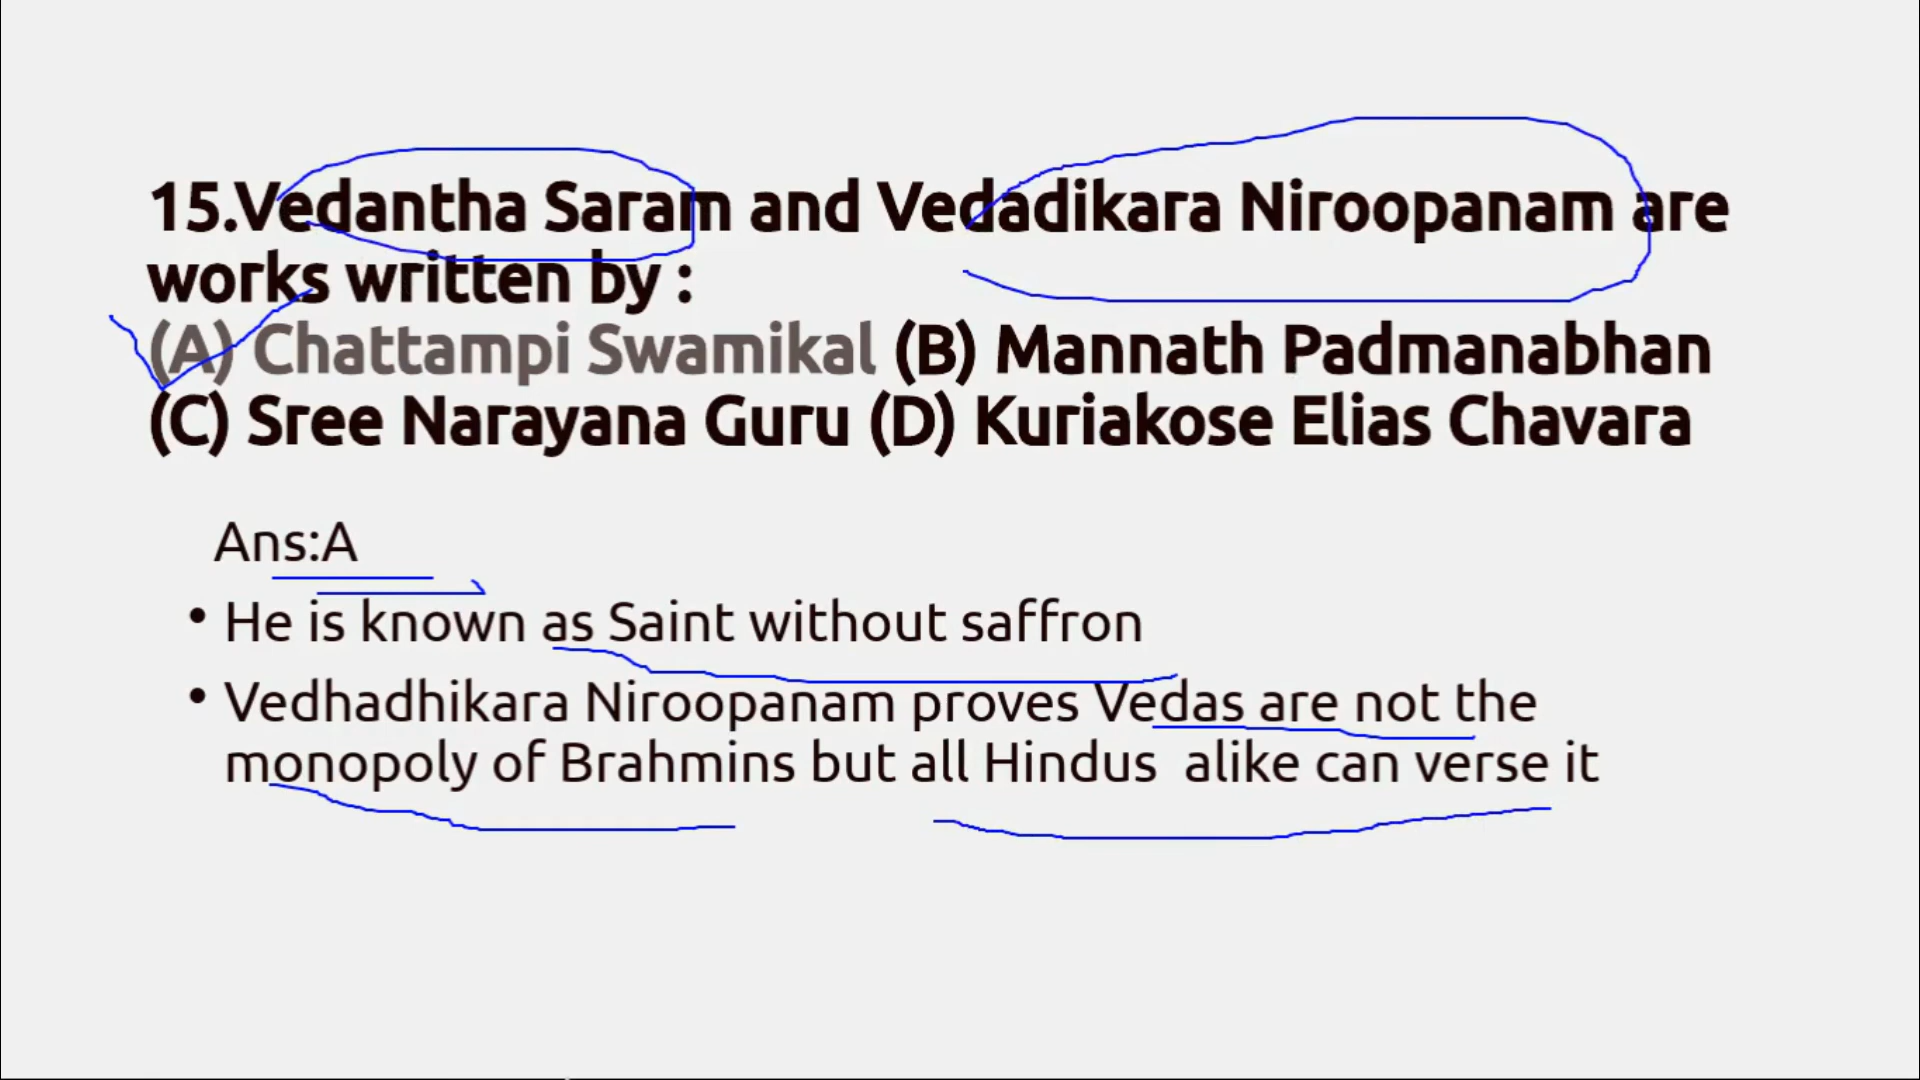 15.Vedantha Saram and Vedadikara Niroopanam are
works written by :
(A) Chattampi Swamikal (B) Mannath Padmanabhan
(C) Sree Narayana Guru (D) Kuriakose Elias Chavara
Ans:A
• He is known as Saint without saffron
• Vedhadhikara Niroopanam proves Vedas are not the
monopoly of Brahmins but all Hindus alike can verse it